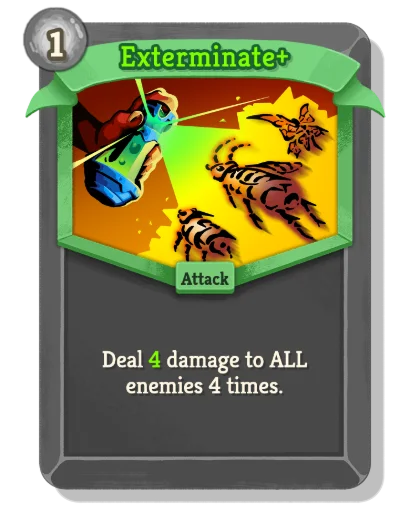 1
Exterminate+
Attack
Deal 4 damage to ALL
enemies 4 times.